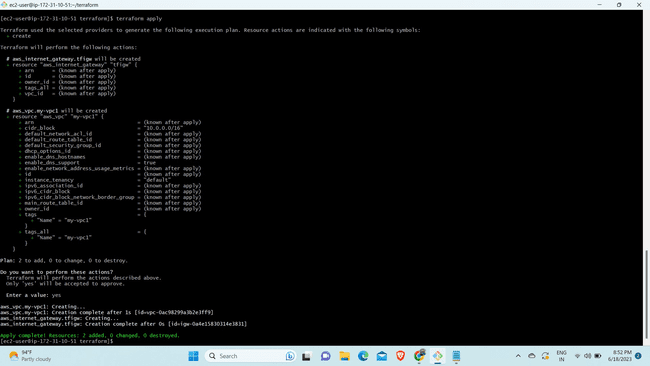 ec2-user@ip-172-31-10-51:~/terraform
[ec2-user@ip-172-31-10-51 terraform]$ terraform apply
Terraform used the selected providers to generate the following execution plan. Resource actions are indicated with the following symbols:
+ create
Terraform will perform the following actions:
# aws_internet_gateway.tfigw will be created
+ resource "aws_internet_gateway" "tfigw" {
+ arn = (known after apply)
+ id = (known after apply)
+ owner_id = (known after apply)
+ tags_all = (known after apply)
+ vpc_id = (known after apply)
}
# aws_vpc.my-vpc1 will be created
+ resource "aws_vpc" "my-vpc1" {
+ arn = (known after apply)
+ cidr_block = "10.0.0.0/16"
+ default_network_acl_id = (known after apply)
+ default_route_table_id = (known after apply)
+ default_security_group_id = (known after apply)
+ dhcp_options_id = (known after apply)
+ enable_dns_hostnames = (known after apply)
+ enable_dns_support = true
+ enable_network_address_usage_metrics = (known after apply)
+ id = (known after apply)
+ instance_tenancy = "default"
+ ipv6_association_id = (known after apply)
+ ipv6_cidr_block = (known after apply)
+ ipv6_cidr_block_network_border_group = (known after apply)
+ main_route_table_id = (known after apply)
+ owner_id = (known after apply)
+ tags = {
+ "Name" = "my-vpc1"
}
+ tags_all = {
+ "Name" = "my-vpc1"
}
}
Plan: 2 to add, 0 to change, 0 to destroy.
Do you want to perform these actions?
Terraform will perform the actions described above.
Only 'yes' will be accepted to approve.
Enter a value: yes
aws_vpc.my-vpc1: Creating...
aws_vpc.my-vpc1: Creation complete after 1s [id=vpc-0ac98299a3b2e3ff9]
aws_internet_gateway.tfigw: Creating...
aws_internet_gateway.tfigw: Creation complete after 0s [id=igw-0a4e15830314e3831]
Apply complete! Resources: 2 added, 0 changed, 0 destroyed.
[ec2-user@ip-172-31-10-51 terraform]$
94°F
Partly cloudy
Search
ENG
IN
8:52 PM
6/18/2023